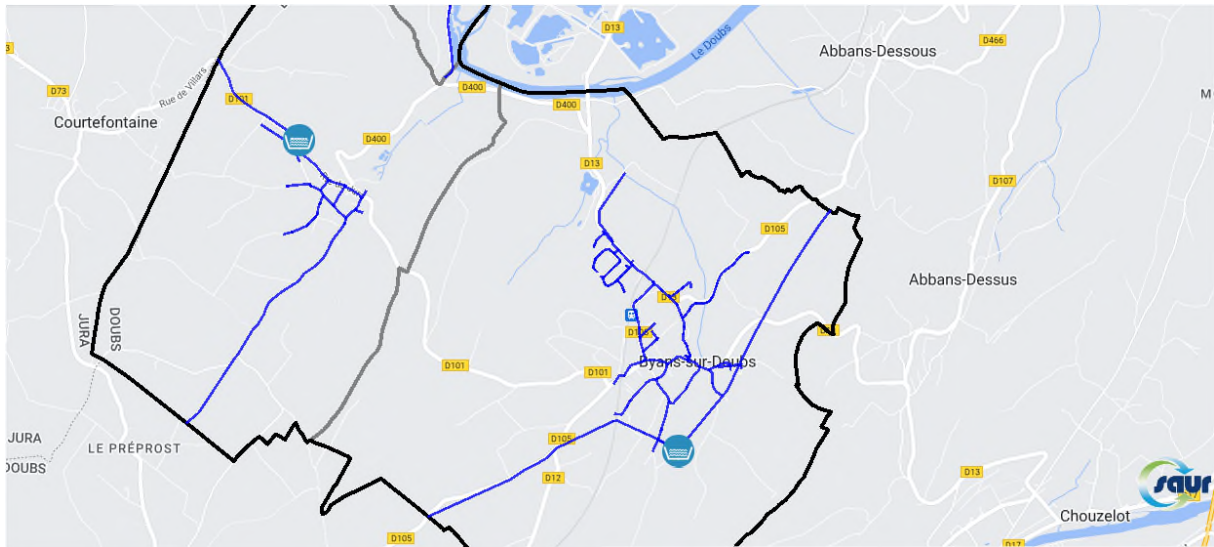 D13
Le Doubs
Abbans-Dessous
D466
D73
Rue de Villars
D101
D400
D400
Courtefontaine
D400
D13
D107
D105
Abbans-Dessus
DOUBS
JURA
D13
D105
Byans-sur-Doubs
D101
D101
JURA
DOUBS
LE PRÉPROST
D105
D12
D13
saur
Chouzelot
D105
D17